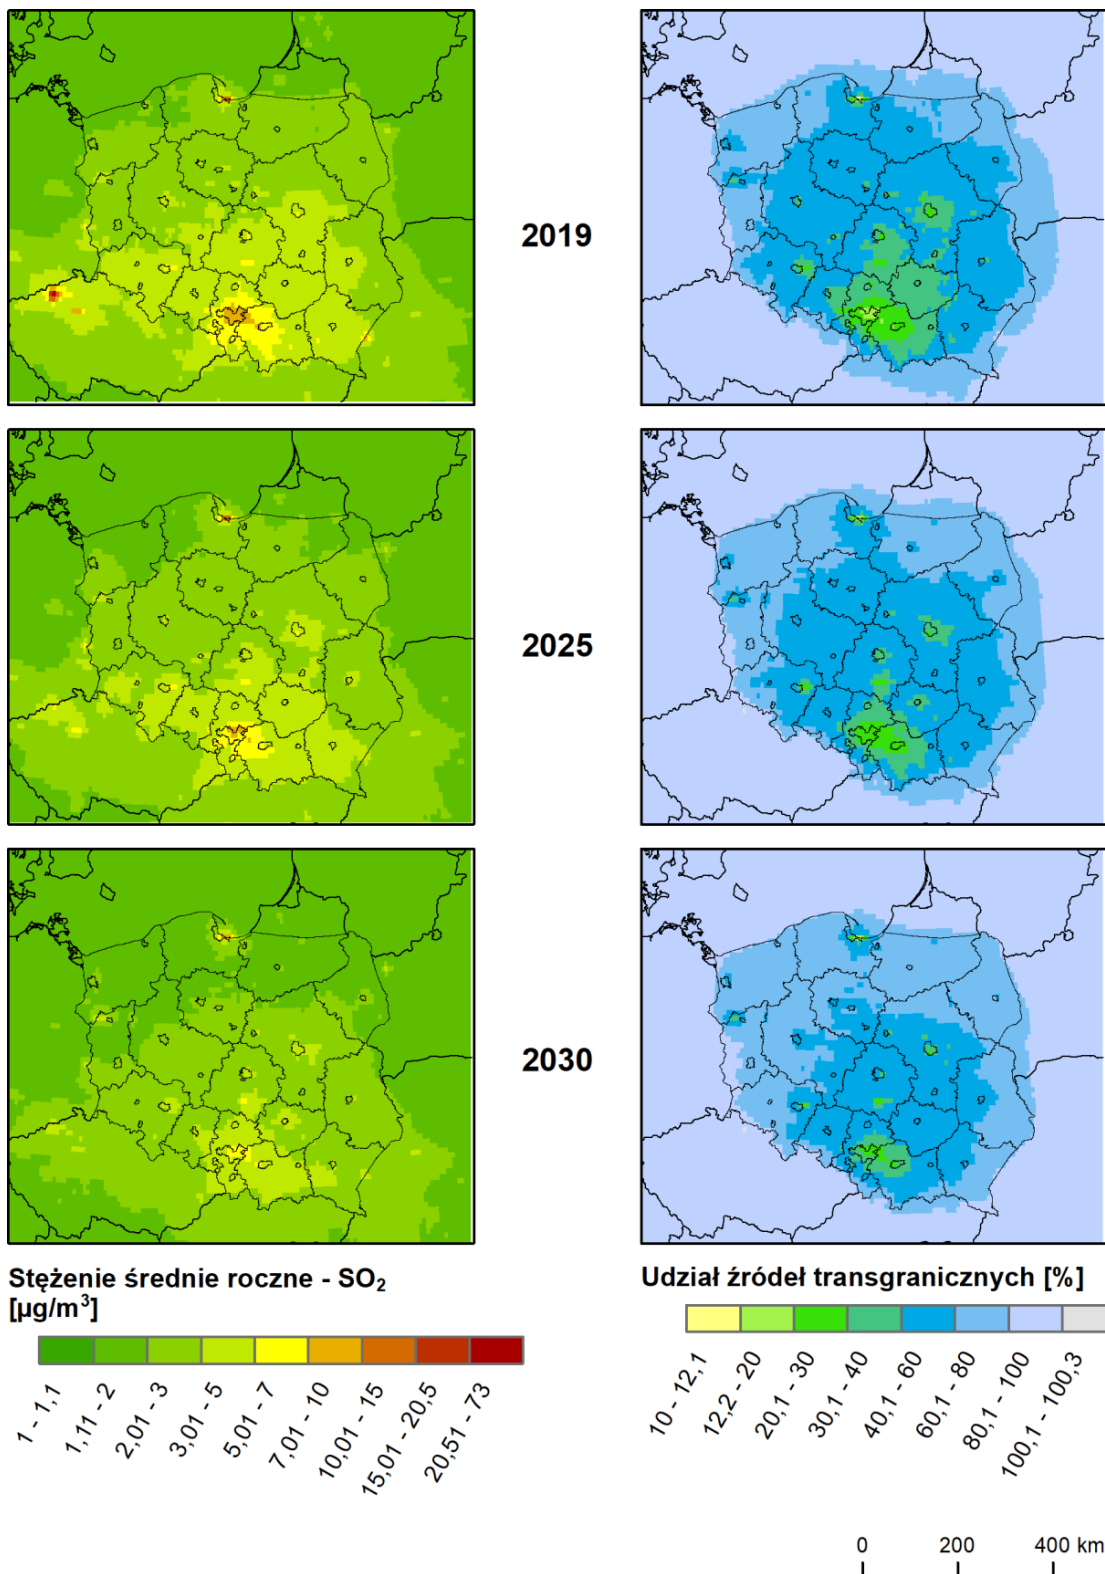 2019
2025
2030
Stężenie średnie roczne - SO₂
[µg/m³]
1 - 1,1
1,11 - 2
2,01 - 3
3,01 - 5
5,01 - 7
7,01 - 10
10,01 - 15
15,01 - 20,5
20,51 - 73
Udział źródeł transgranicznych [%]
10 - 12,1
12,2 - 20
20,1 - 30
30,1 - 40
40,1 - 60
60,1 - 80
80,1 - 100
100,1 - 100,3
0 200 400 km